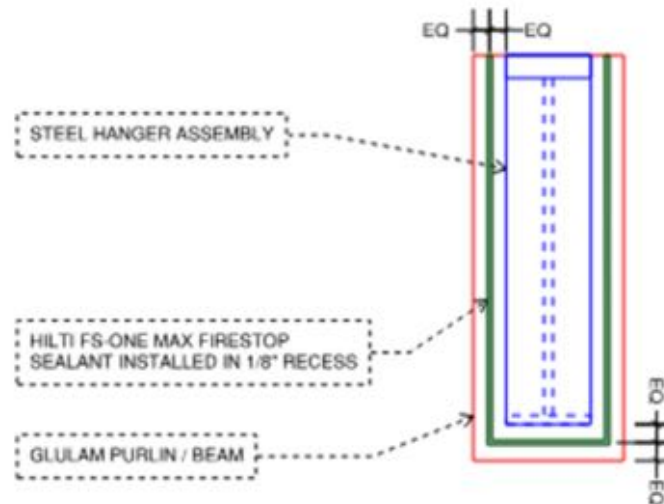 EQ EQ
STEEL HANGER ASSEMBLY
HILTI FS-ONE MAX FIRESTOP
SEALANT INSTALLED IN 1/8" RECESS
GLULAM PURLIN / BEAM
EQ
EQ